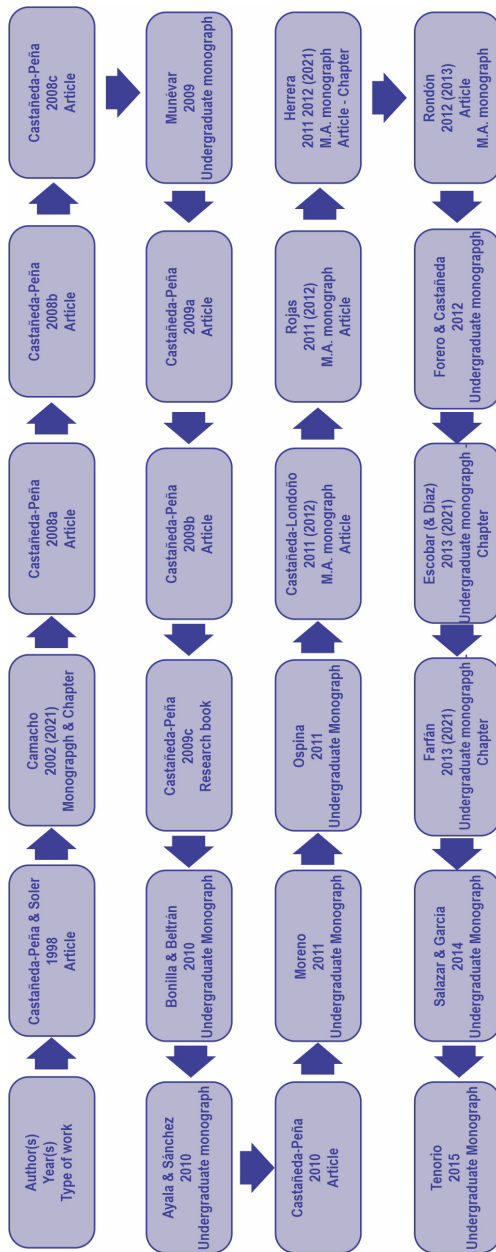 Author(s)
Year(s)
Type of work
Castañeda-Peña & Soler
1998
Article
Camacho
2002 (2021)
Monograpgh & Chapter
Castañeda-Peña
2008a
Article
Castañeda-Peña
2008b
Article
Castañeda-Peña
2008c
Article
Munévar
2009
Undergraduate monograph
Castañeda-Peña
2009a
Article
Castañeda-Peña
2009b
Article
Castañeda-Peña
2009c
Research book
Bonilla & Beltrán
2010
Undergraduate Monograph
Ayala & Sánchez
2010
Undergraduate monograph
Castañeda-Peña
2010
Article
Moreno
2011
Undergraduate Monograph
Ospina
2011
Undergraduate Monograph
Castañeda-Londoño
2011 (2012)
M.A. monograph
Article
Rojas
2011 (2012)
M.A. monograph
Article
Herrera
2011 2012 (2021)
M.A. monograph
Article - Chapter
Rondón
2012 (2013)
Article
M.A. monograph
Forero & Castañeda
2012
Undergraduate monograpgh
Escobar (& Díaz)
2013 (2021)
Undergraduate monograpgh -
Chapter
Farfán
2013 (2021)
Undergraduate monograpgh -
Chapter
Salazar & García
2014
Undergraduate Monograph
Tenorio
2015
Undergraduate Monograph